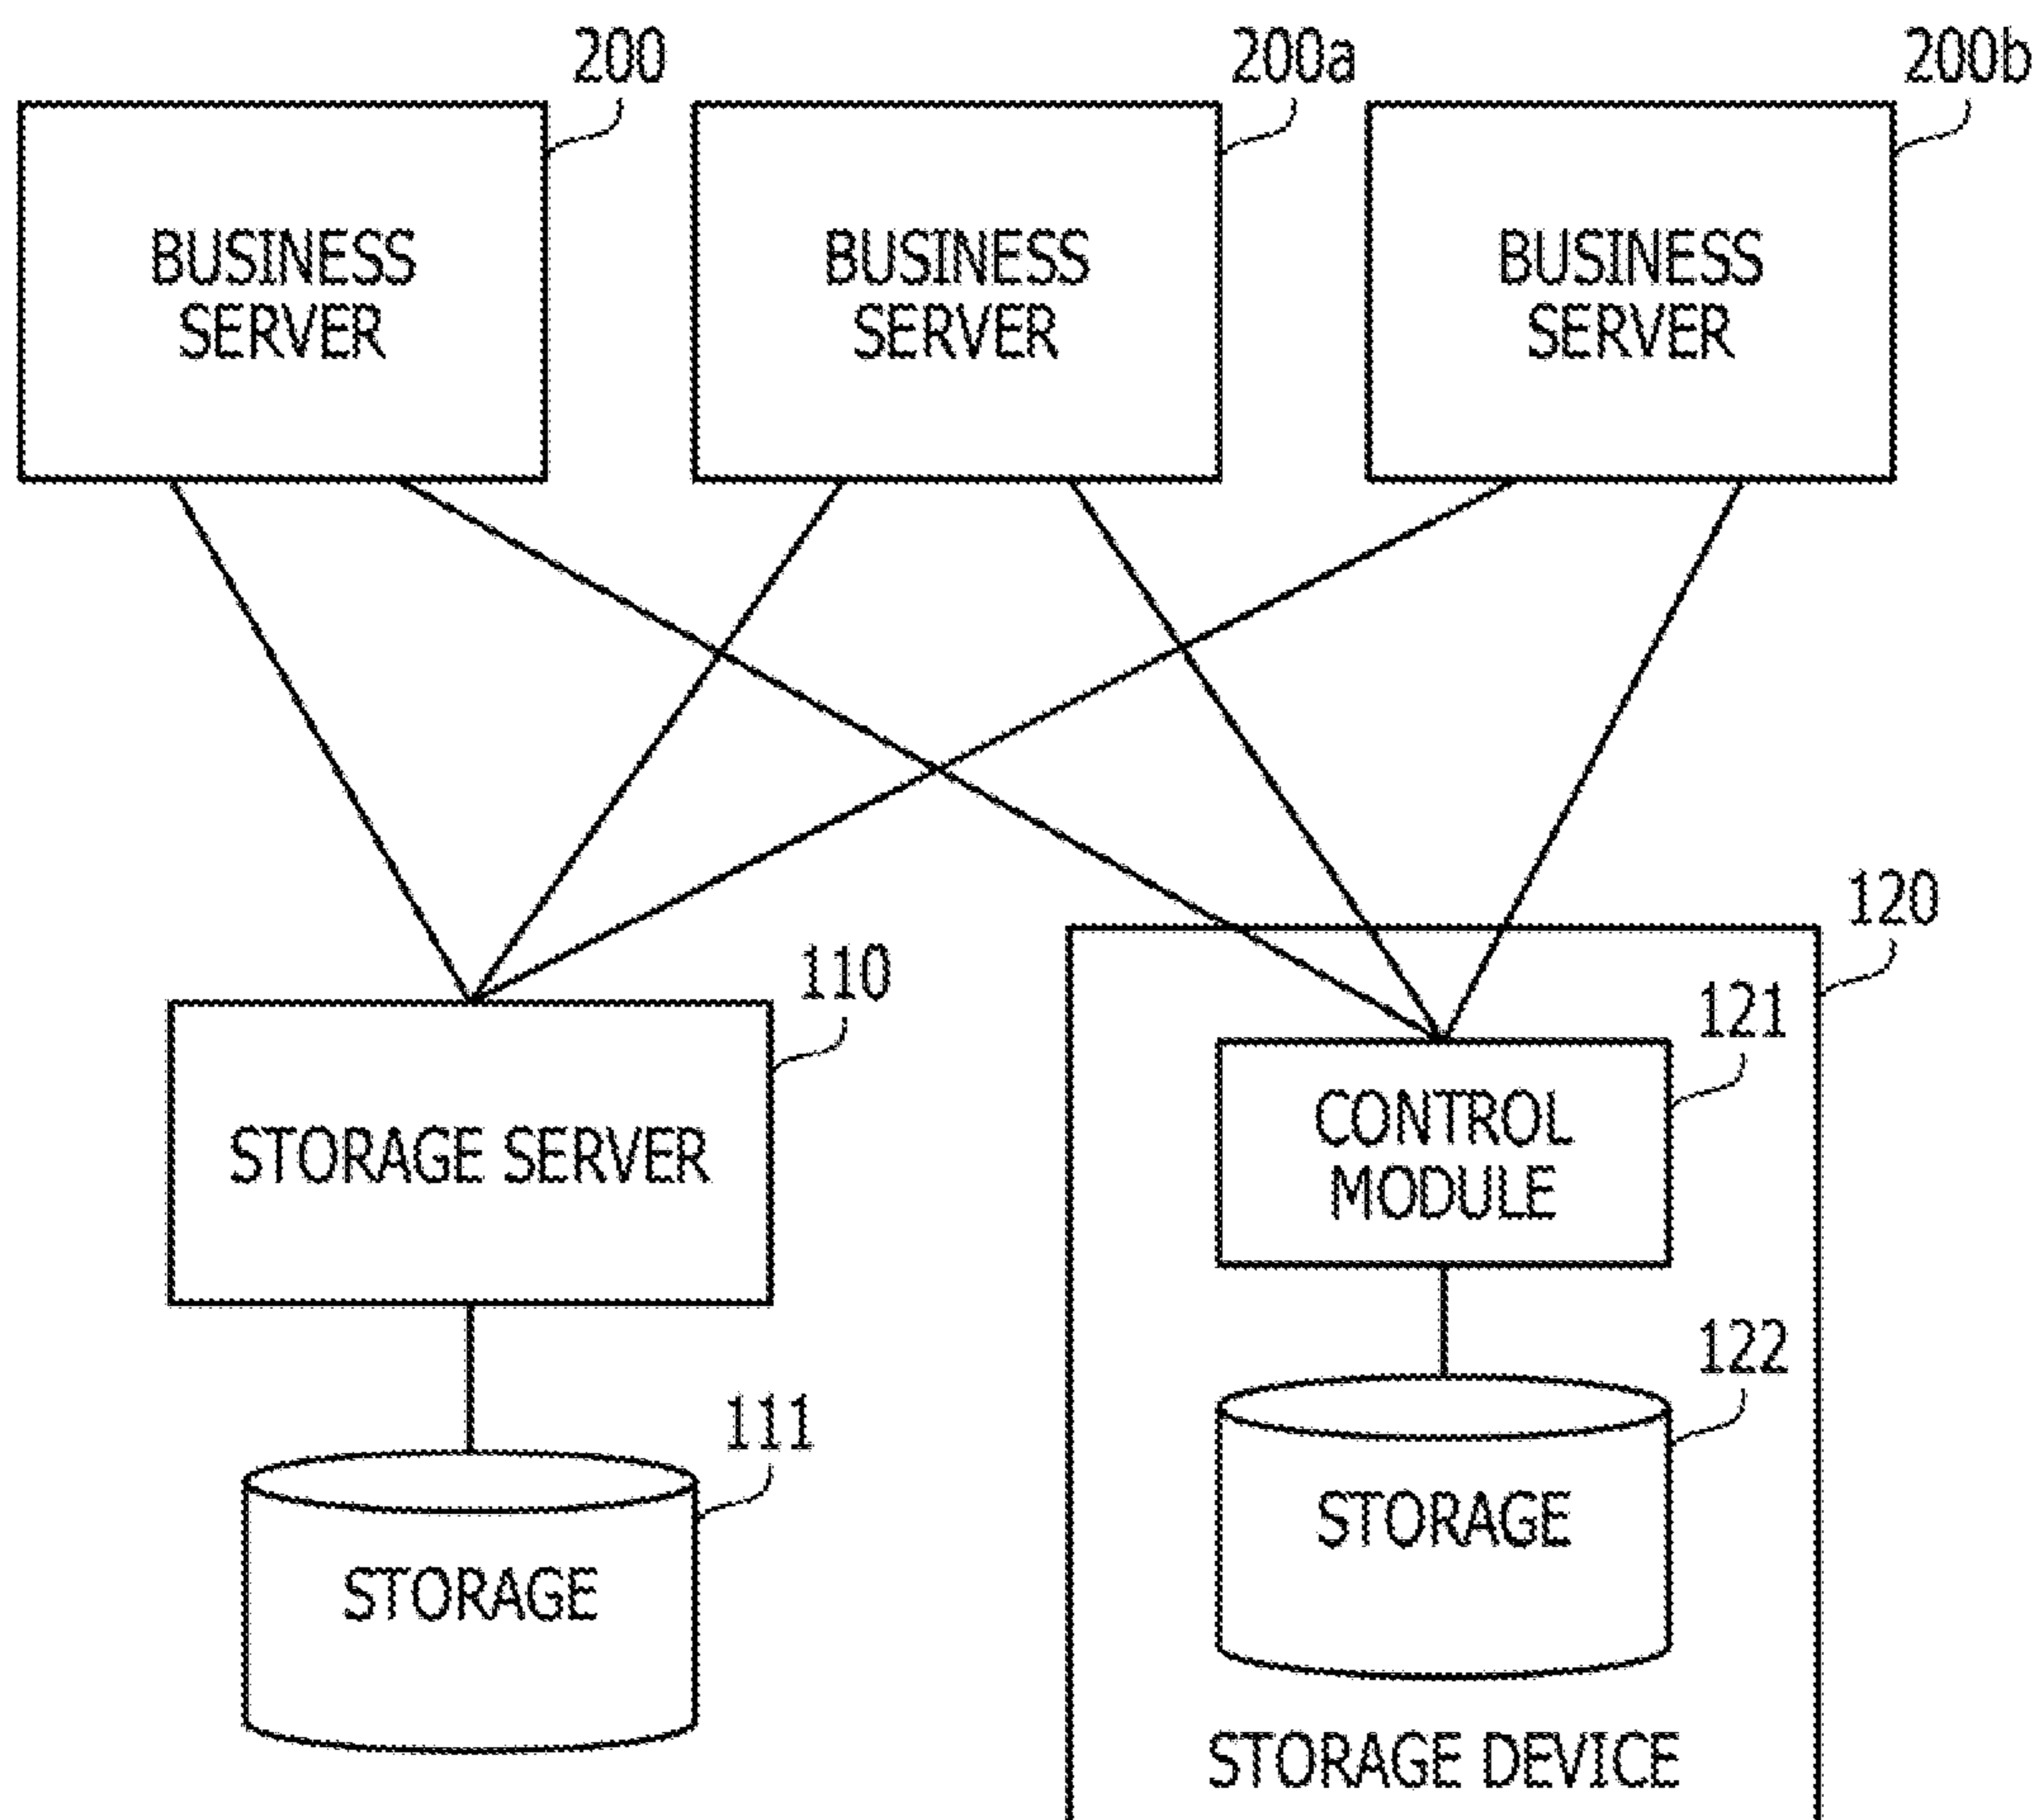 200
200a
200b
BUSINESS
SERVER
BUSINESS
SERVER
BUSINESS
SERVER
120
110
121
STORAGE SERVER
CONTROL
MODULE
111
122
STORAGE
STORAGE
STORAGE DEVICE